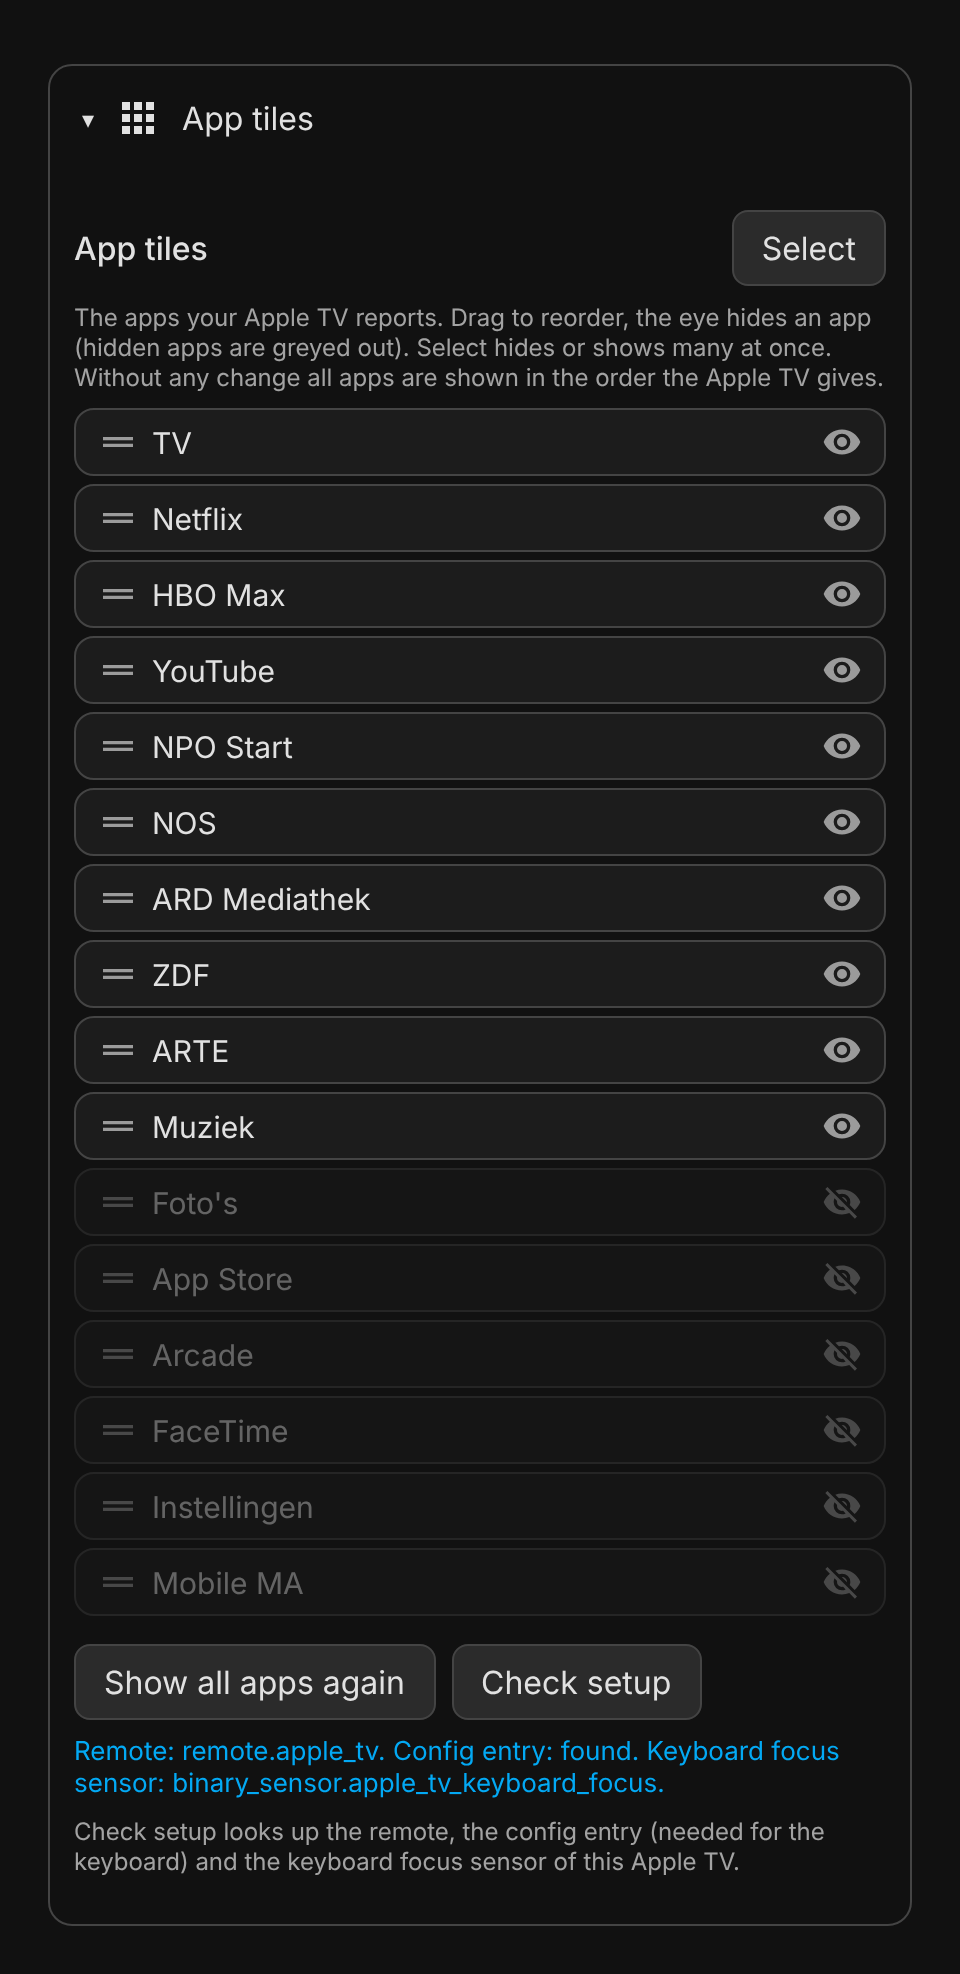 App tiles
App tiles
Select
The apps your Apple TV reports. Drag to reorder, the eye hides an app
(hidden apps are greyed out). Select hides or shows many at once.
Without any change all apps are shown in the order the Apple TV gives.
TV
Netflix
HBO Max
YouTube
NPO Start
NOS
ARD Mediathek
ZDF
ARTE
Muziek
Foto's
App Store
Arcade
FaceTime
Instellingen
Mobile MA
Show all apps again
Check setup
Remote: remote.apple_tv. Config entry: found. Keyboard focus
sensor: binary_sensor.apple_tv_keyboard_focus.
Check setup looks up the remote, the config entry (needed for the
keyboard) and the keyboard focus sensor of this Apple TV.